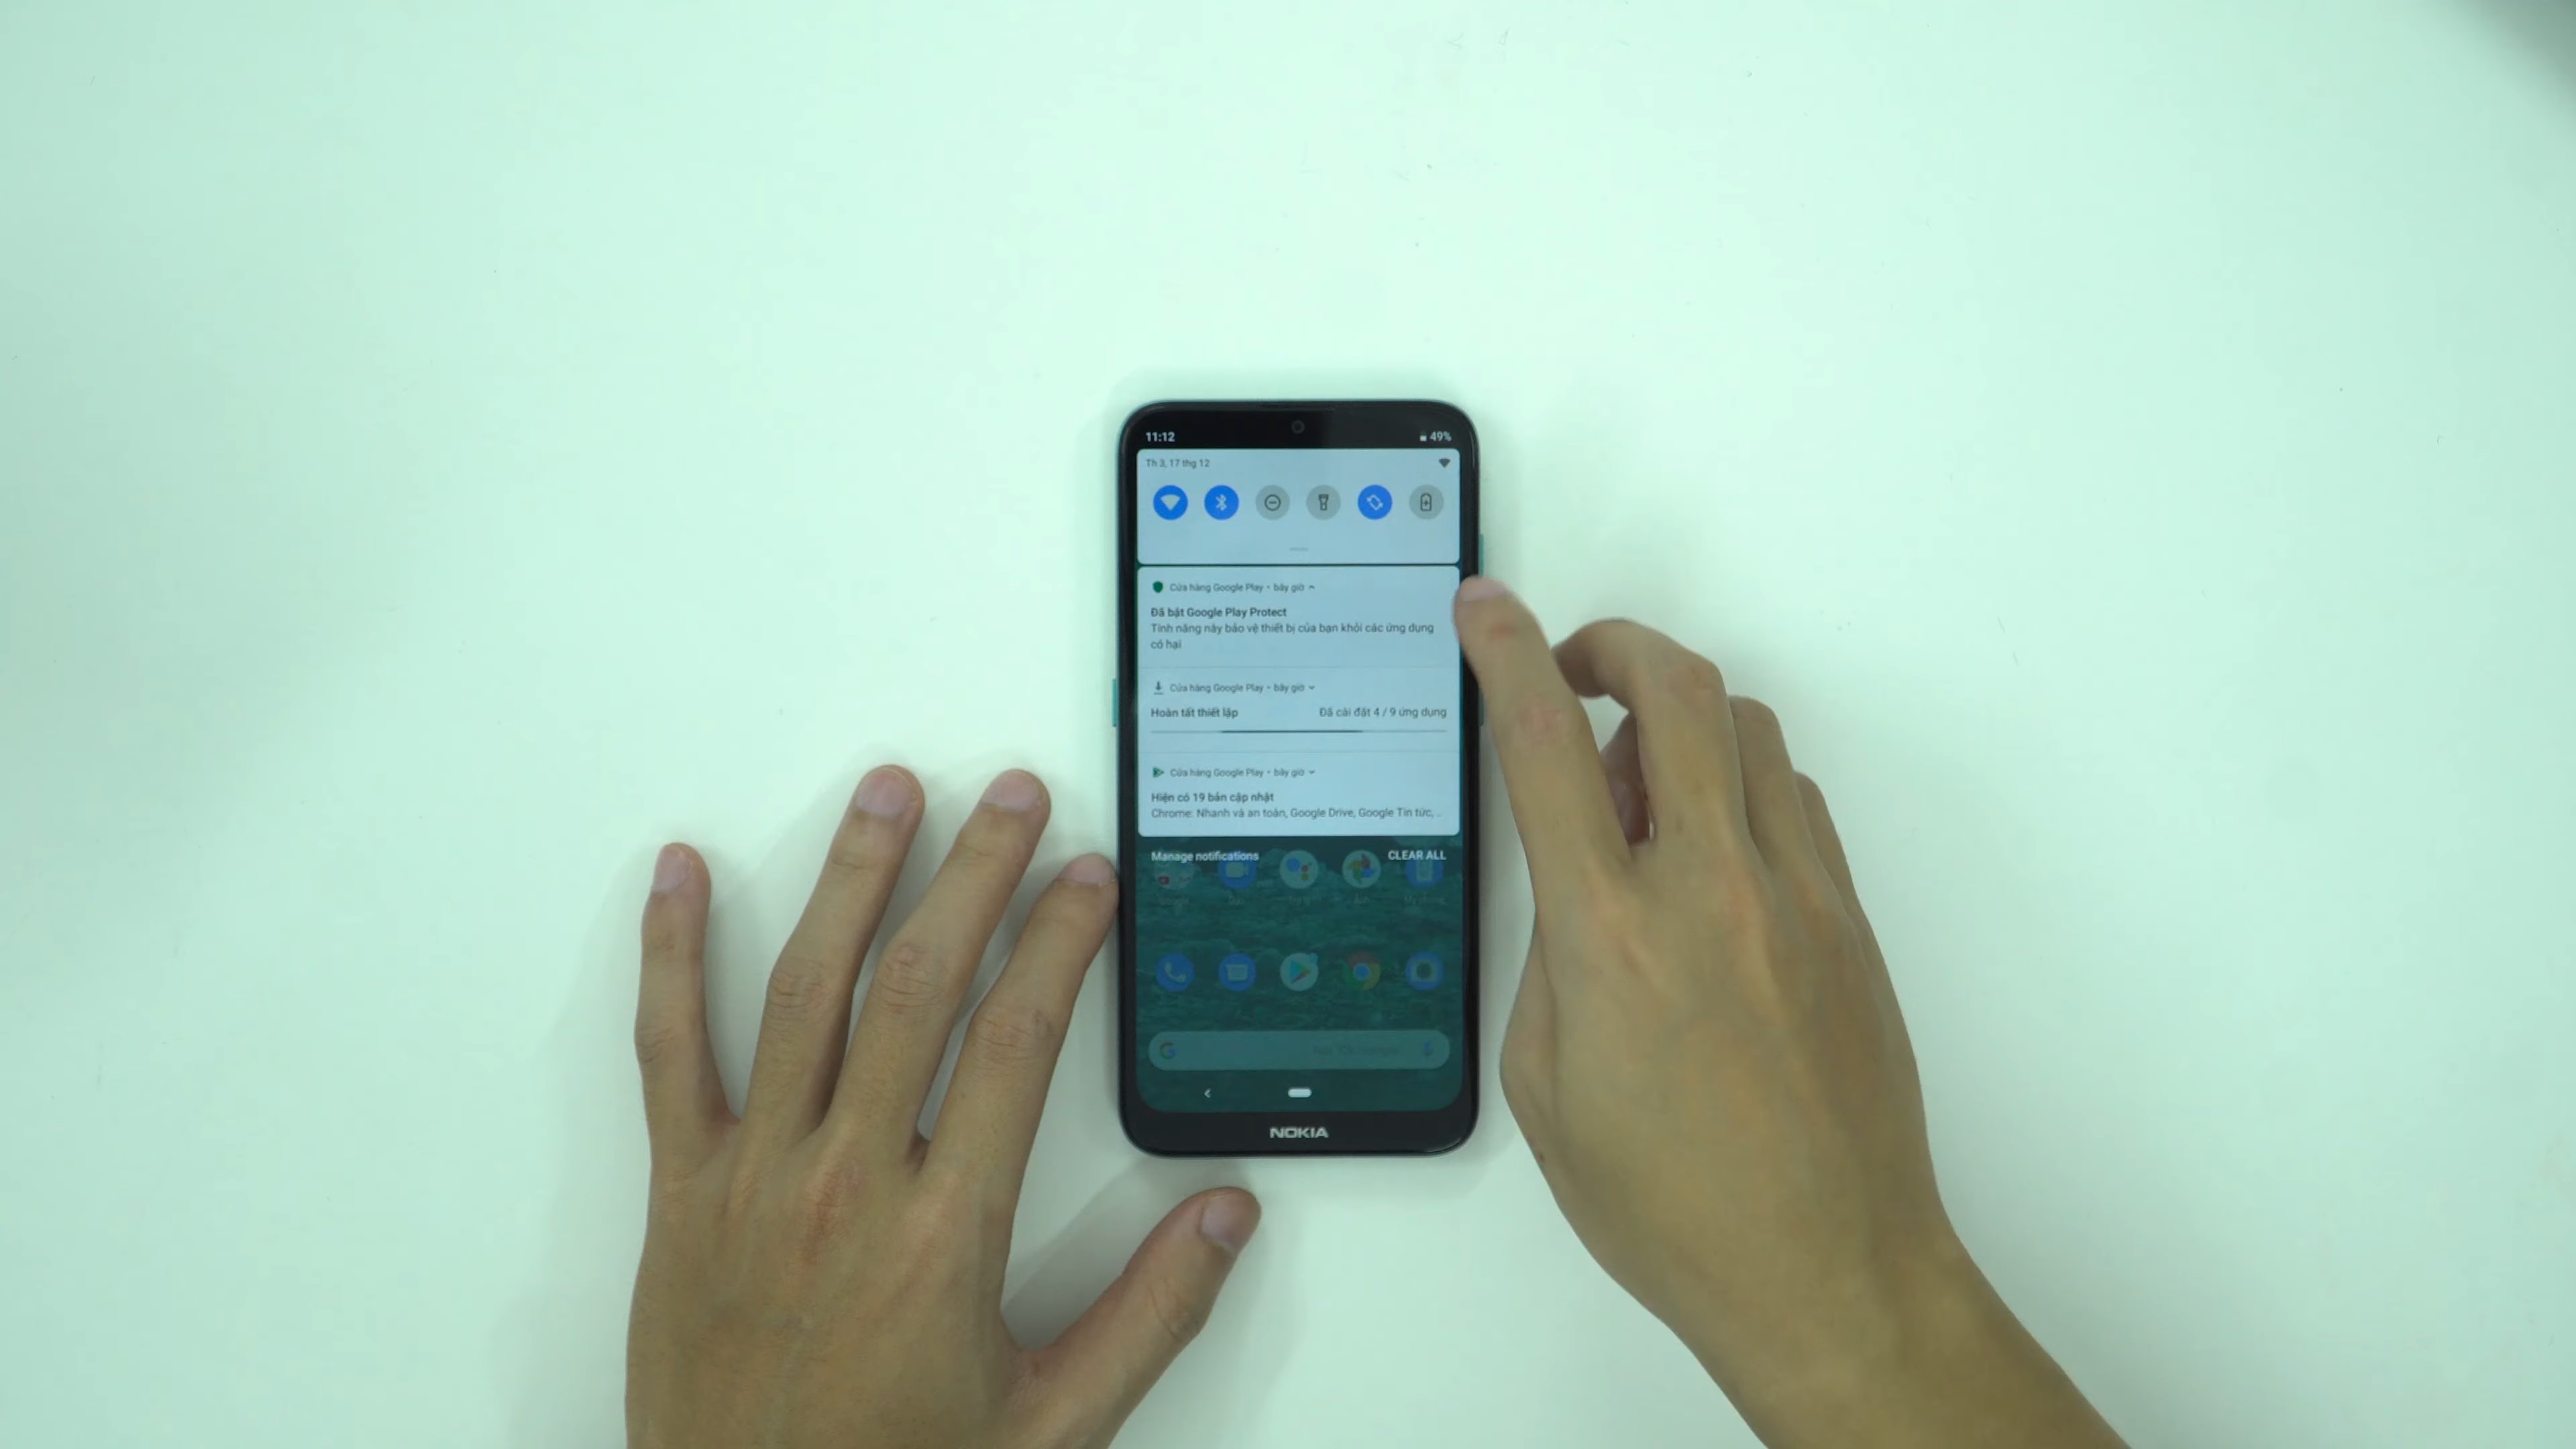 11:12
49%
Th 3, 17 thg 12
Cửa hàng Google Play • bây giờ
Đã bật Google Play Protect
Tính năng này bảo vệ thiết bị của bạn khỏi các ứng dụng
có hại
Cửa hàng Google Play • bây giờ
Hoàn tất thiết lập
Đã cài đặt 4 / 9 ứng dụng
Cửa hàng Google Play • bây giờ
Hiện có 19 bản cập nhật
Chrome: Nhanh và an toàn, Google Drive, Google Tin tức, ..
Manage notifications
CLEAR ALL
Google
Duo
Ảnh
NOKIA